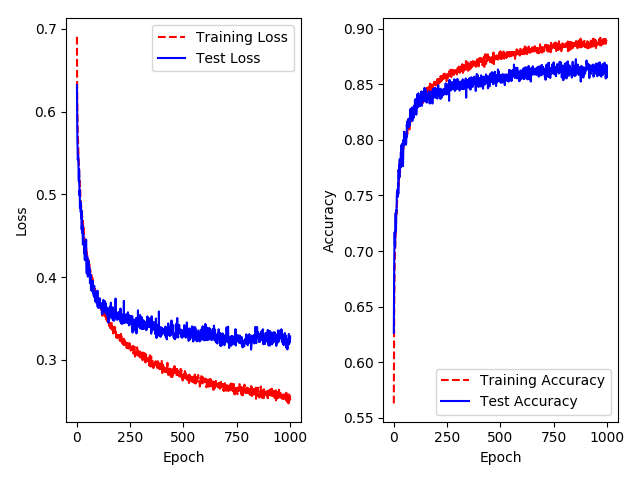 0.7
0.6
0.5
0.4
0.3
Loss
0 250 500 750 1000
Epoch
Training Loss
Test Loss
0.90
0.85
0.80
0.75
0.70
0.65
0.60
0.55
Accuracy
0 250 500 750 1000
Epoch
Training Accuracy
Test Accuracy